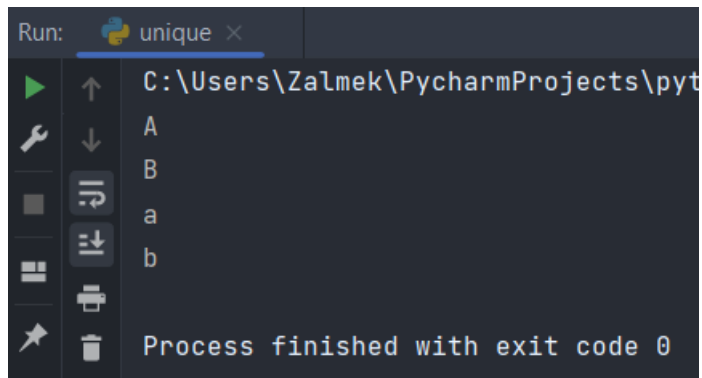 Run: unique
C:\Users\Zalmek\PycharmProjects\pyt
A
B
a
b
Process finished with exit code 0